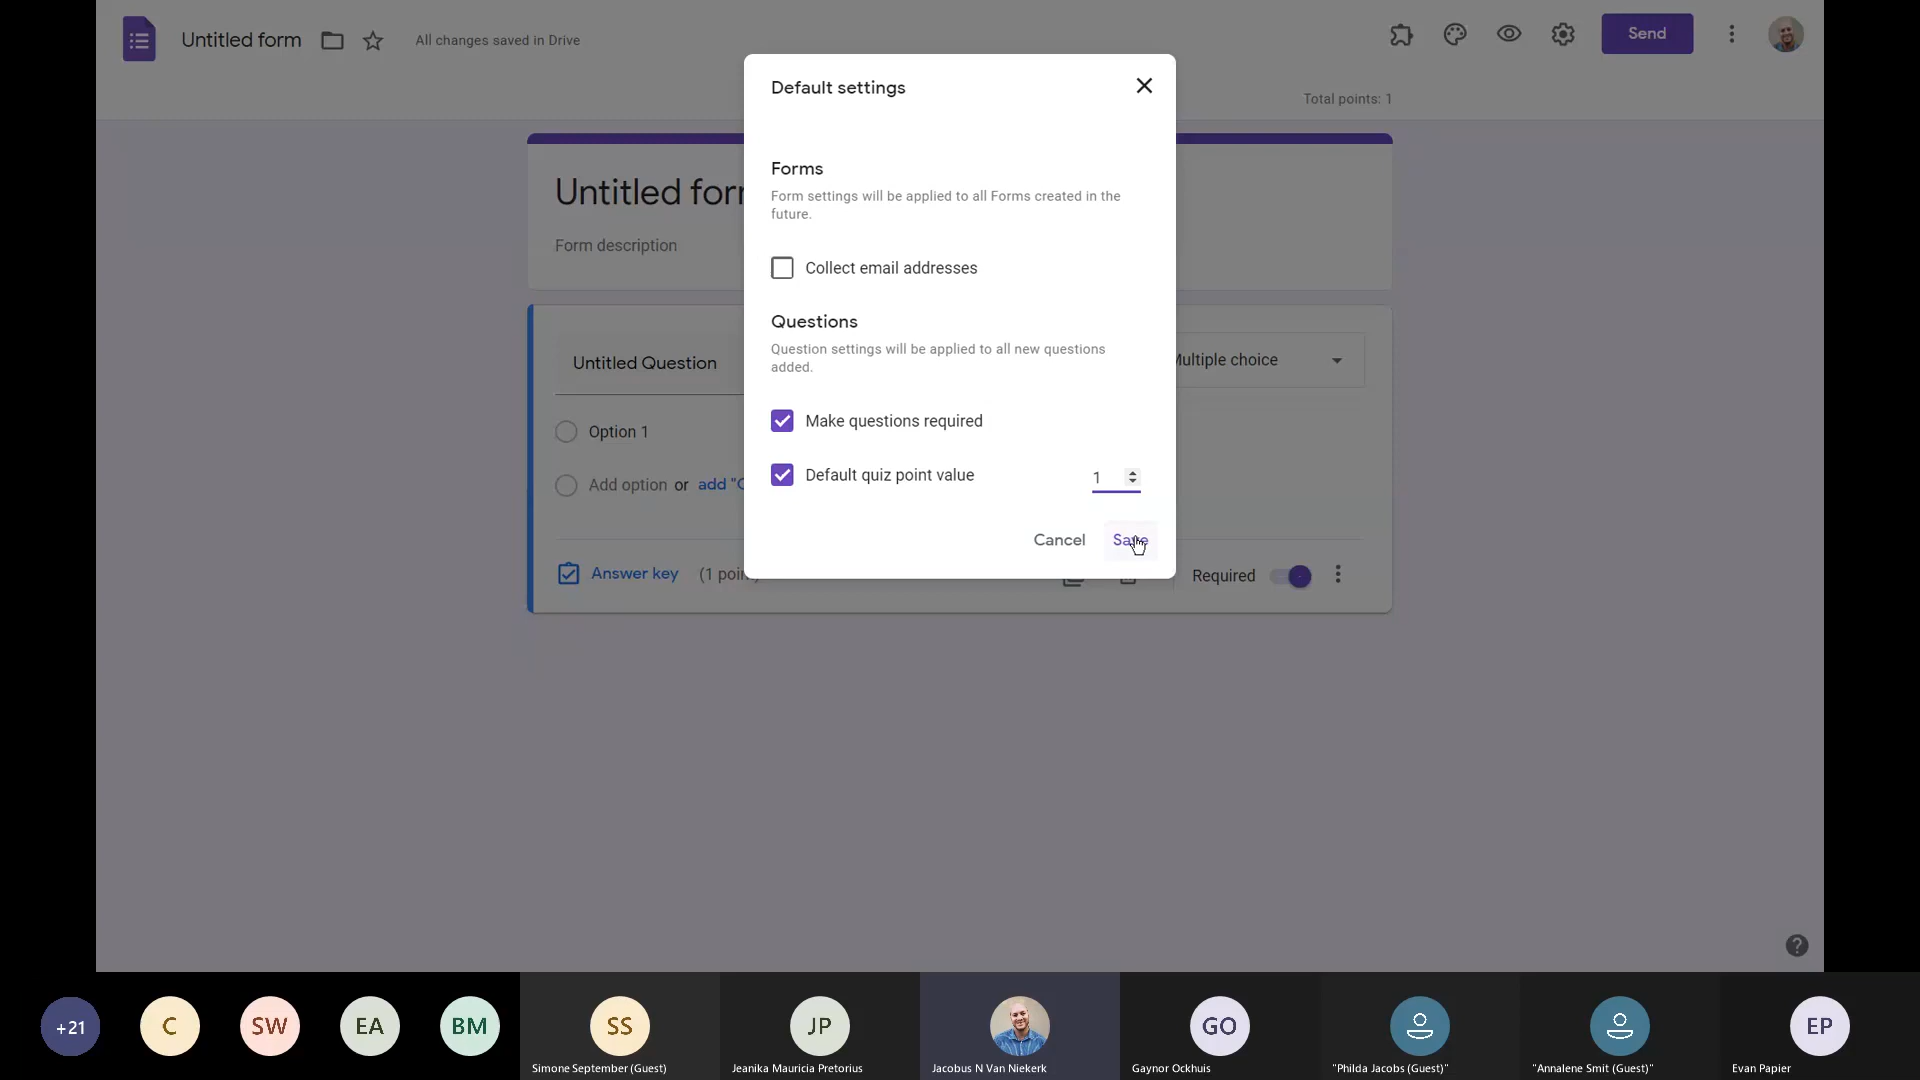 Untitled form
All changes saved in Drive
Send
Total points: 1
Default settings
Forms
Form settings will be applied to all Forms created in the
future.
Collect email addresses
Questions
Question settings will be applied to all new questions
added.
Make questions required
Default quiz point value
1
Cancel
Untitled for
Form description
Untitled Question
Multiple choice
Option 1
Add option or add "
Answer key
(1 poin
Required
+21
C
SW
EA
BM
SS
Simone September (Guest)
JP
Jeanika Mauricia Pretorius
Jacobus N Van Niekerk
GO
Gaynor Ockhuis
"Philda Jacobs (Guest)"
"Annalene Smit (Guest)"
EP
Evan Papier